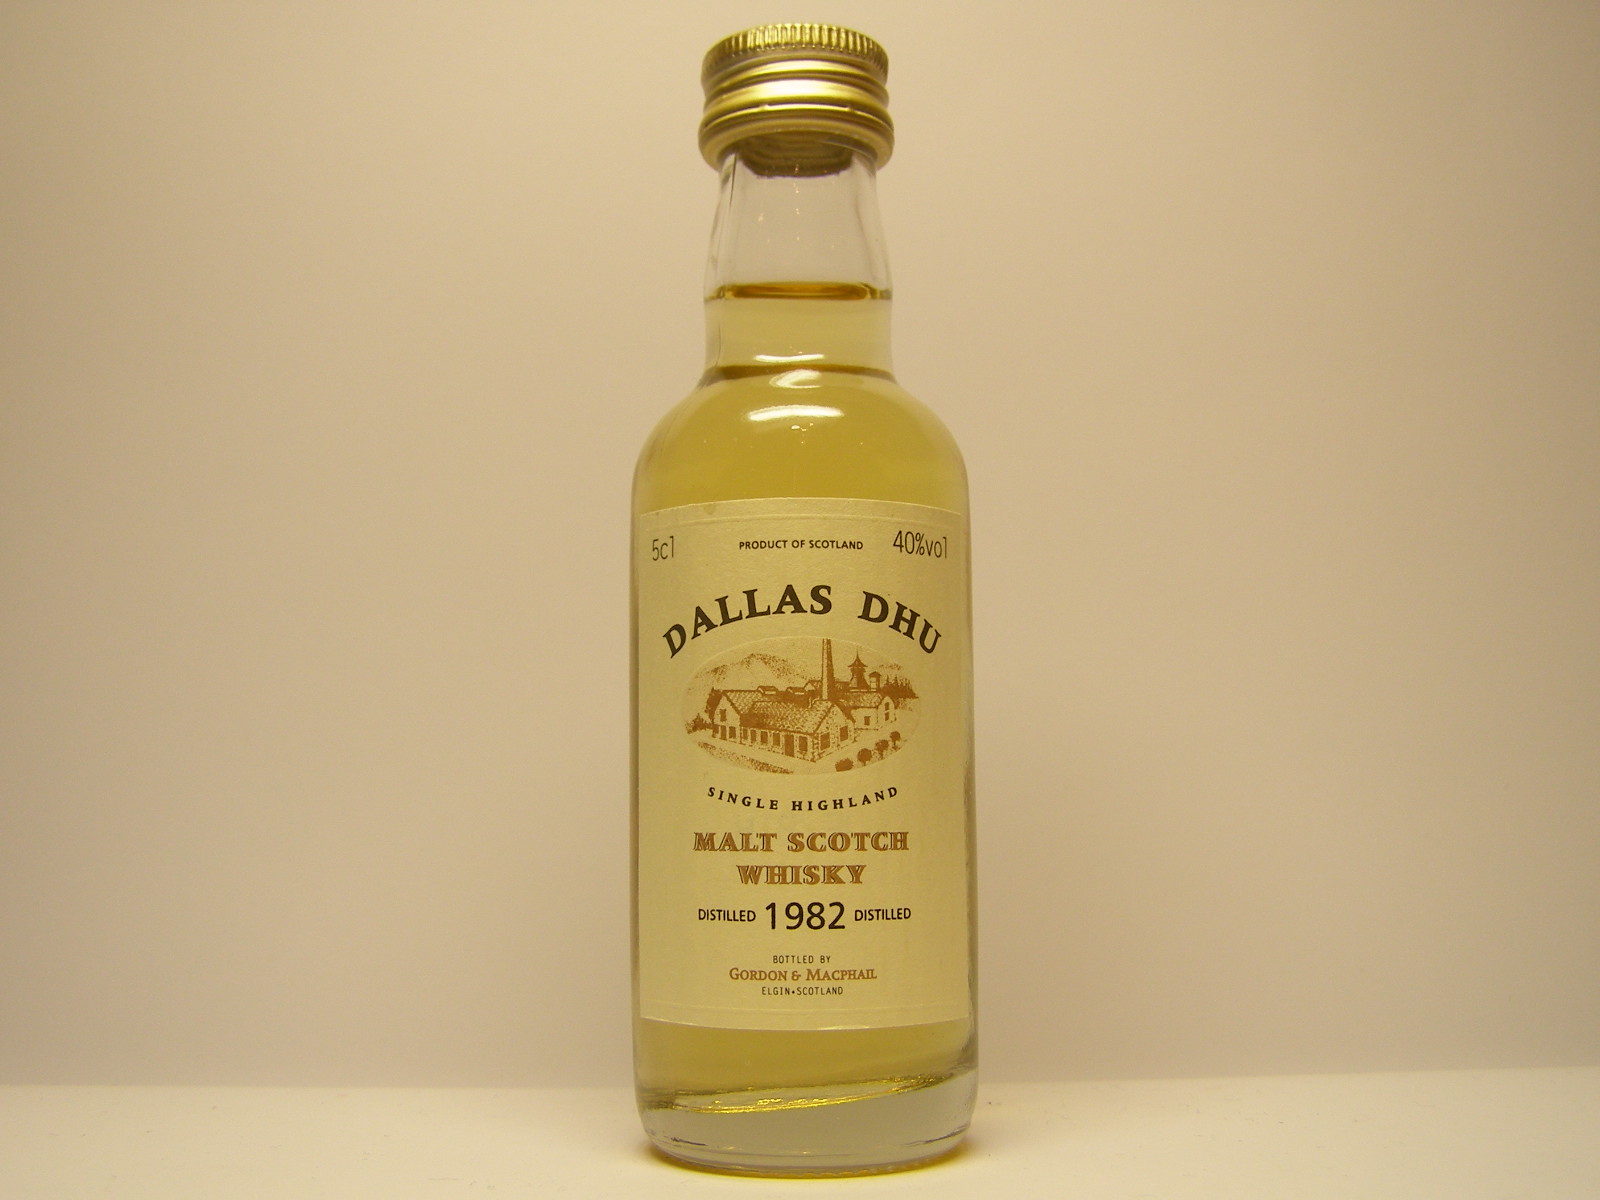 5cl PRODUCT OF SCOTLAND 40%vol
DALLAS DHU
SINGLE HIGHLAND
MALT SCOTCH
WHISKY
DISTILLED 1982 DISTILLED
BOTTLED BY
GORDON & MACPHAIL
ELGIN•SCOTLAND